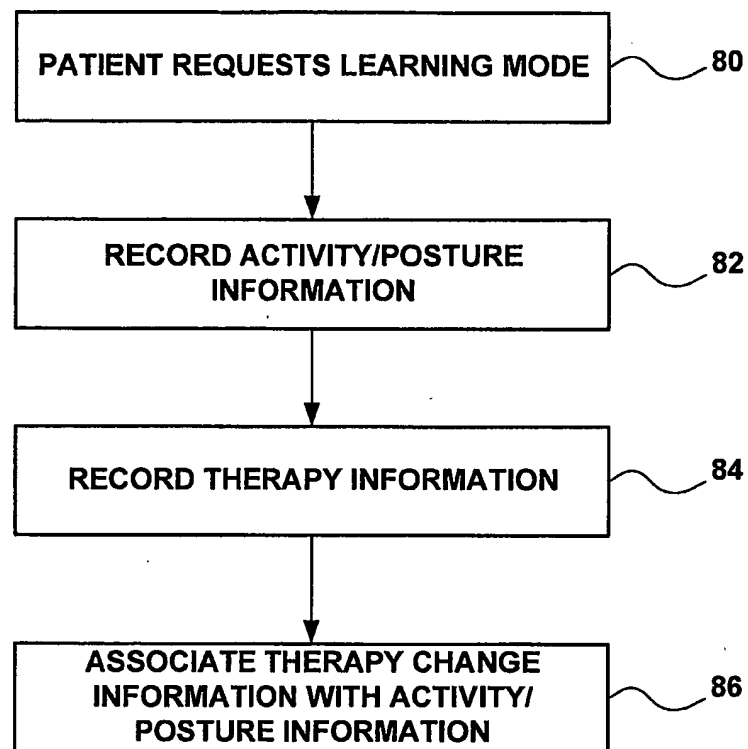 PATIENT REQUESTS LEARNING MODE
80
RECORD ACTIVITY/POSTURE
INFORMATION
82
RECORD THERAPY INFORMATION
84
ASSOCIATE THERAPY CHANGE
INFORMATION WITH ACTIVITY/
POSTURE INFORMATION
86